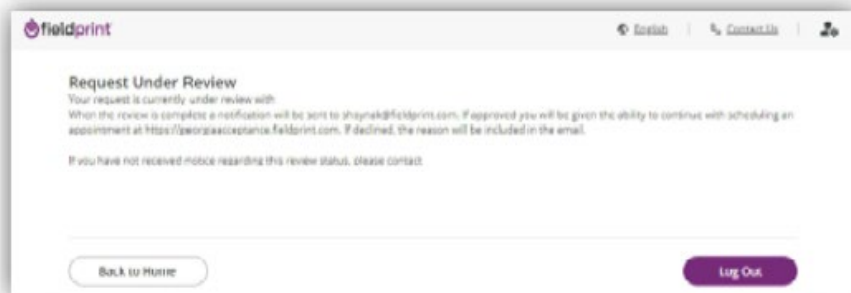 fieldprint
English | Contact Us |
Request Under Review
Your request is currently under review with
When the review is complete a notification will be sent to shaynak@fieldprint.com. If approved you will be given the ability to continue with scheduling an
appointment at https://georgiaacceptance.fieldprint.com. If declined, the reason will be included in the email.
If you have not received notice regarding this review status, please contact
Back to Home
Log Out